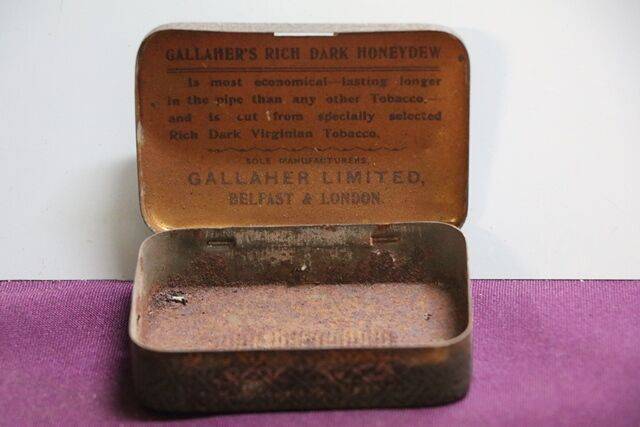 GALLAHER'S RICH DARK HONEYDEW
Is most economical—lasting longer
in the pipe than any other Tobacco,—
and is cut from specially selected
Rich Dark Virginian Tobacco.
SOLE MANUFACTURERS,
GALLAHER LIMITED,
BELFAST & LONDON.